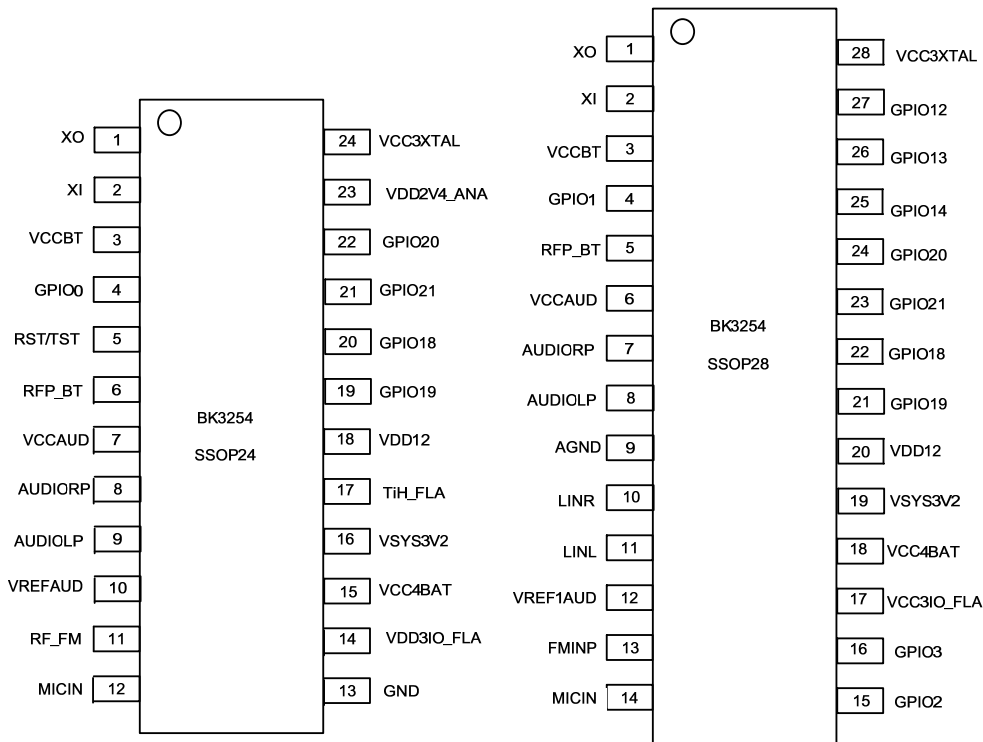 XO 1
XI 2
VCCBT 3
GPIO0 4
RST/TST 5
RFP_BT 6
VCCAUD 7
AUDIORP 8
AUDIOLP 9
VREFAUD 10
RF_FM 11
MICIN 12
BK3254
SSOP24
24 VCC3XTAL
23 VDD2V4_ANA
22 GPIO20
21 GPIO21
20 GPIO18
19 GPIO19
18 VDD12
17 TiH_FLA
16 VSYS3V2
15 VCC4BAT
14 VDD3IO_FLA
13 GND
XO 1
XI 2
VCCBT 3
GPIO1 4
RFP_BT 5
VCCAUD 6
AUDIORP 7
AUDIOLP 8
AGND 9
LINR 10
LINL 11
VREF1AUD 12
FMINP 13
MICIN 14
BK3254
SSOP28
28 VCC3XTAL
27 GPIO12
26 GPIO13
25 GPIO14
24 GPIO20
23 GPIO21
22 GPIO18
21 GPIO19
20 VDD12
19 VSYS3V2
18 VCC4BAT
17 VCC3IO_FLA
16 GPIO3
15 GPIO2